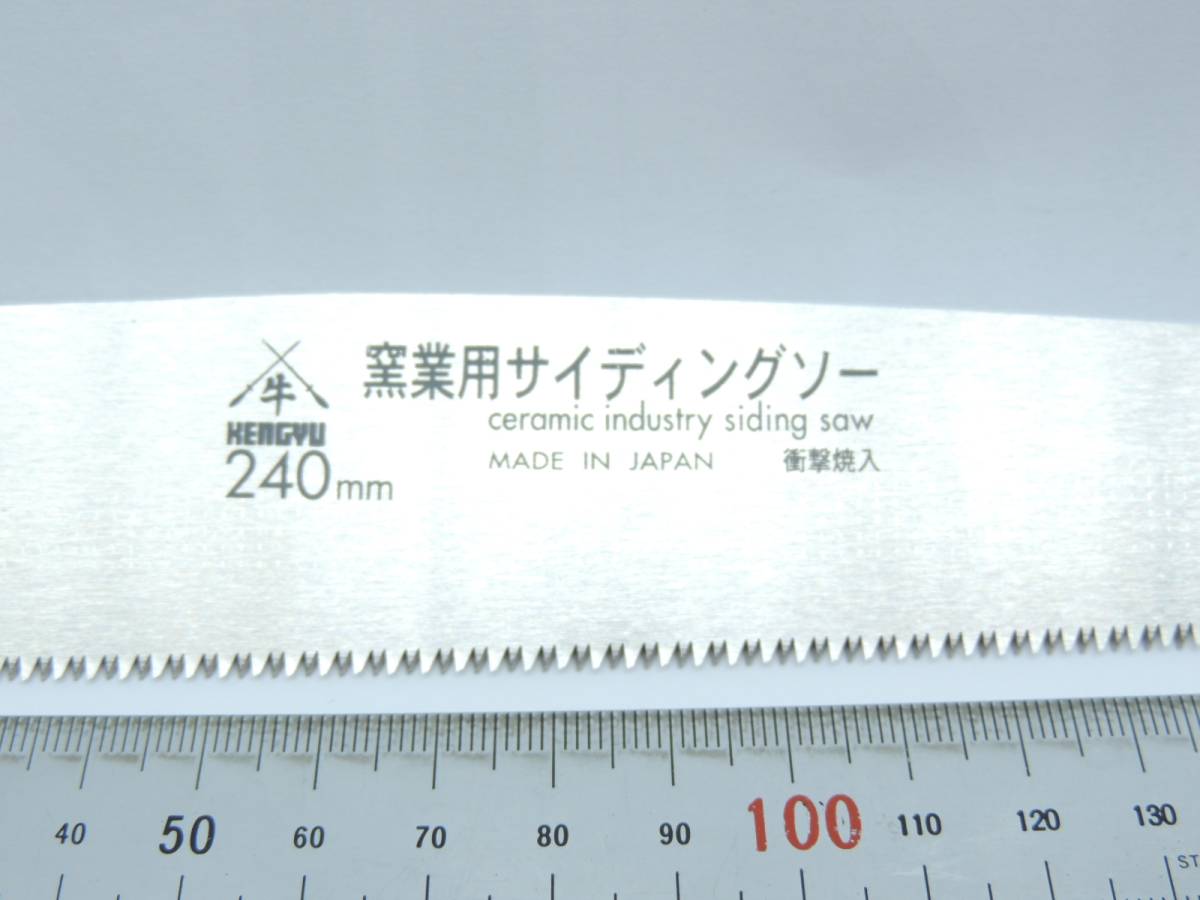 牛
KENGYU
240mm
窯業用サイディングソー
ceramic industry siding saw
MADE IN JAPAN 衝撃焼入
40 50 60 70 80 90 100 110 120 130
ST